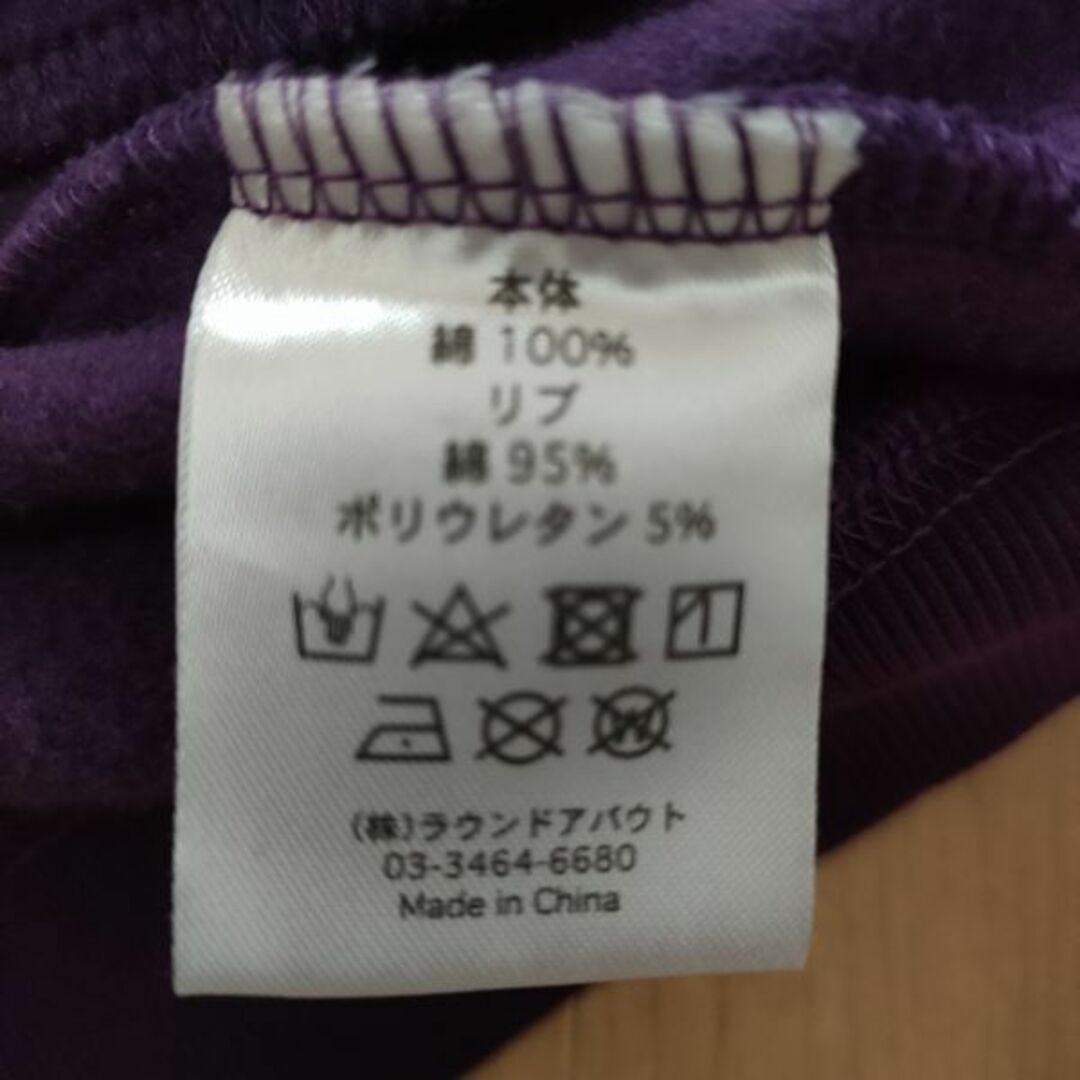 本体
綿 100%
リブ
綿 95%
ポリウレタン 5%
W
(株)ラウンドアバウト
03-3464-6680
Made in China